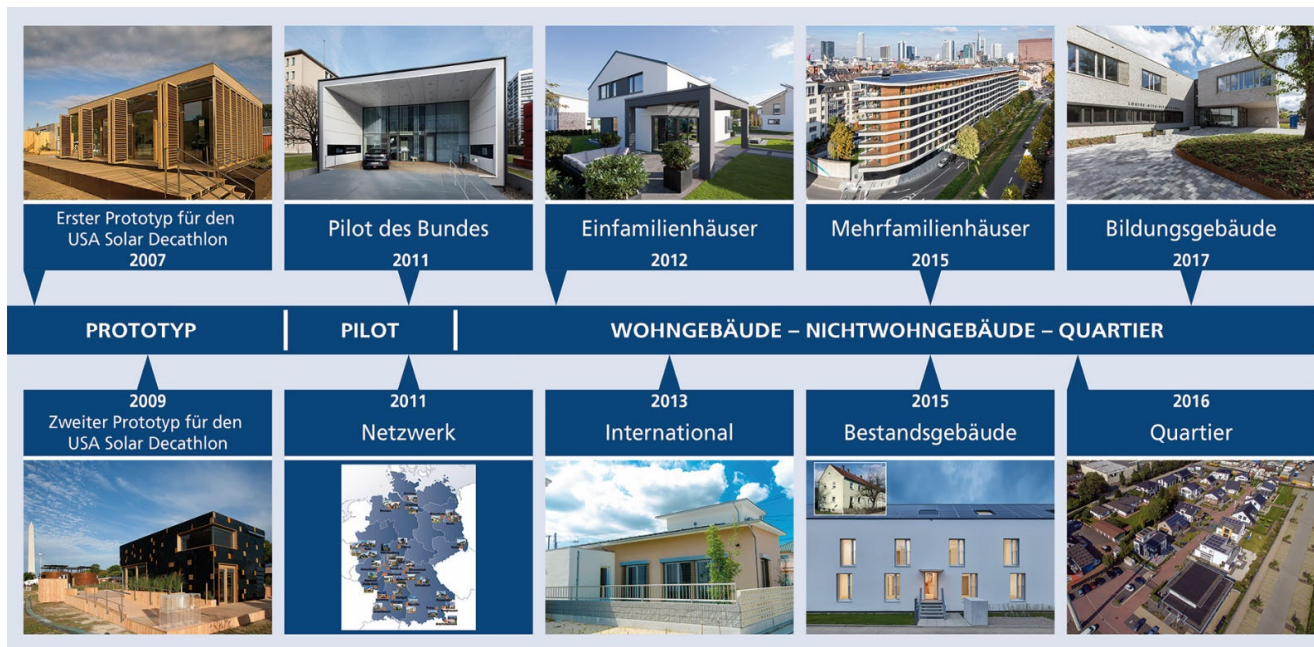 Erster Prototyp für den
USA Solar Decathlon
2007
Pilot des Bundes
2011
Einfamilienhäuser
2012
Mehrfamilienhäuser
2015
Bildungsgebäude
2017
PROTOTYP
PILOT
WOHNGEBÄUDE – NICHTWOHNGEBÄUDE – QUARTIER
2009
Zweiter Prototyp für den
USA Solar Decathlon
2011
Netzwerk
2013
International
2015
Bestandsgebäude
2016
Quartier